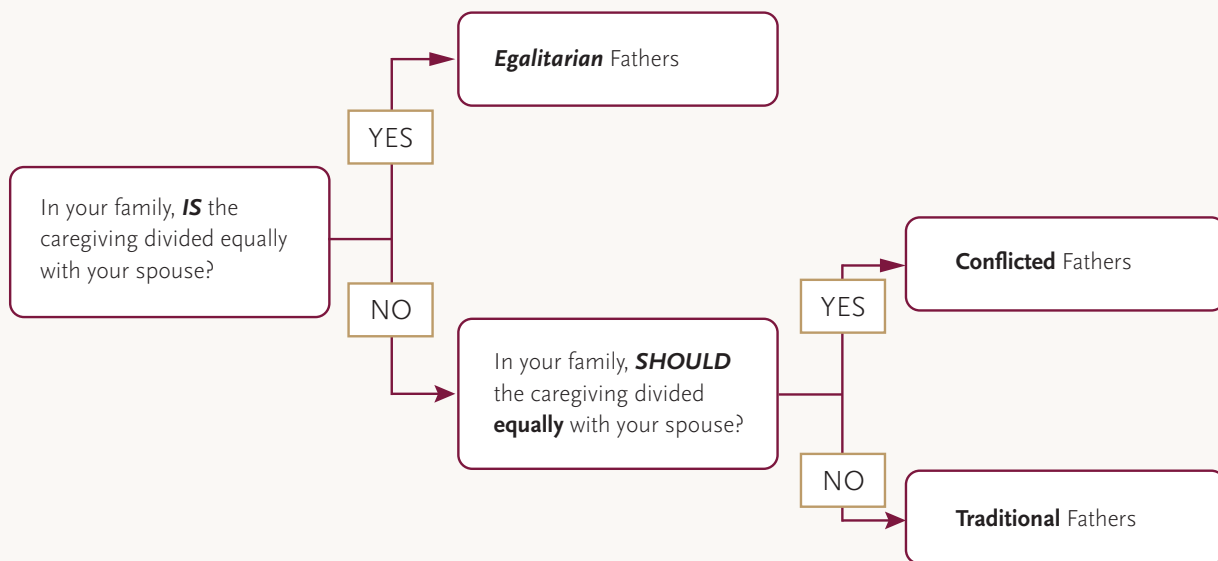 Egalitarian Fathers
YES
In your family, IS the
caregiving divided equally
with your spouse?
NO
Conflicted Fathers
YES
In your family, SHOULD
the caregiving divided
equally with your spouse?
NO
Traditional Fathers